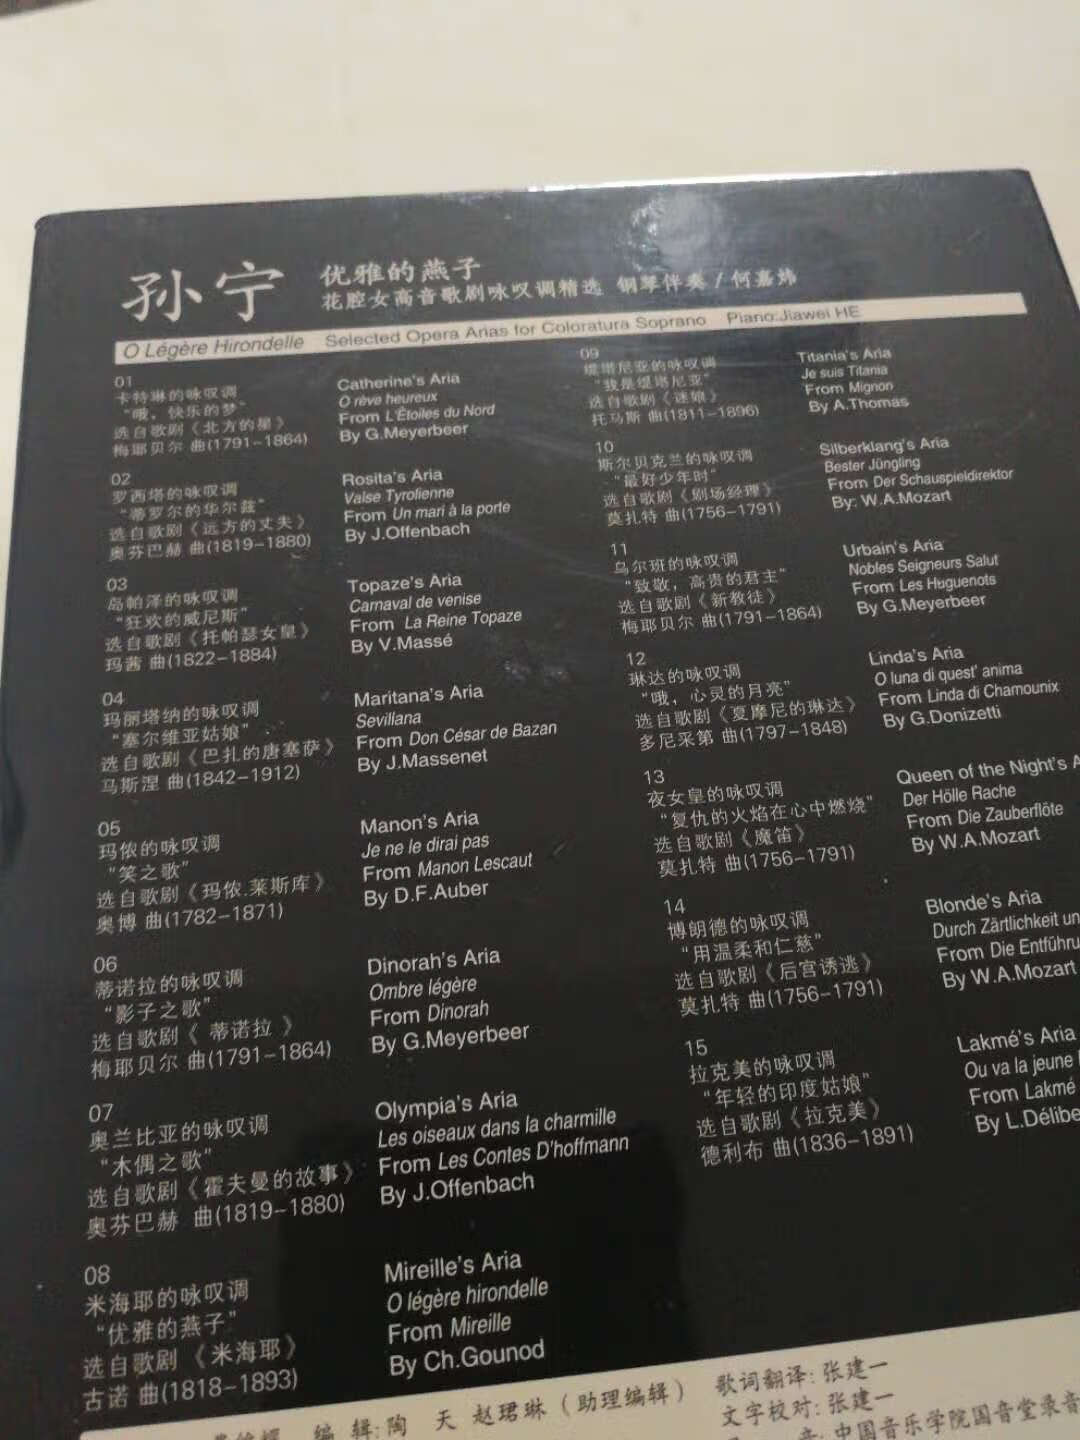 孙宁
优雅的燕子
花腔女高音歌剧咏叹调精选 钢琴伴奏/何嘉炜
O Légère Hirondelle Selected Opera Arias for Coloratura Soprano Piano:Jiawei HE
01
卡特琳的咏叹调
“哦，快乐的梦”
选自歌剧《北方的星》
梅耶贝尔 曲(1791-1864)
Catherine's Aria
O rêve heureux
From L'Étoiles du Nord
By G.Meyerbeer
02
罗西塔的咏叹调
“蒂罗尔的华尔兹”
选自歌剧《远方的丈夫》
奥芬巴赫 曲(1819-1880)
Rosita's Aria
Valse Tyrolienne
From Un mari à la porte
By J.Offenbach
03
岛帕泽的咏叹调
“狂欢的威尼斯”
选自歌剧《托帕瑟女皇》
玛茜 曲(1822-1884)
Topaze's Aria
Carnaval de venise
From La Reine Topaze
By V.Massé
04
玛丽塔纳的咏叹调
“塞尔维亚姑娘”
选自歌剧《巴扎的唐塞萨》
马斯涅 曲(1842-1912)
Maritana's Aria
Sevillana
From Don César de Bazan
By J.Massenet
05
玛侬的咏叹调
“笑之歌”
选自歌剧《玛侬.莱斯库》
奥博 曲(1782-1871)
Manon's Aria
Je ne le dirai pas
From Manon Lescaut
By D.F.Auber
06
蒂诺拉的咏叹调
“影子之歌”
选自歌剧《 蒂诺拉 》
梅耶贝尔 曲(1791-1864)
Dinorah's Aria
Ombre légère
From Dinorah
By G.Meyerbeer
07
奥兰比亚的咏叹调
“木偶之歌”
选自歌剧《霍夫曼的故事》
奥芬巴赫 曲(1819-1880)
Olympia's Aria
Les oiseaux dans la charmille
From Les Contes D'hoffmann
By J.Offenbach
08
米海耶的咏叹调
“优雅的燕子”
选自歌剧《米海耶》
古诺 曲(1818-1893)
Mireille's Aria
O légère hirondelle
From Mireille
By Ch.Gounod
09
缇塔尼亚的咏叹调
“我是缇塔尼亚”
选自歌剧《迷娘》
托马斯 曲(1811-1896)
Titania's Aria
Je suis Titania
From Mignon
By A.Thomas
10
斯尔贝克兰的咏叹调
“最好少年时”
选自歌剧《剧场经理》
莫扎特 曲(1756-1791)
Silberklang's Aria
Bester Jüngling
From Der Schauspieldirektor
By: W.A.Mozart
11
乌尔班的咏叹调
“致敬，高贵的君主”
选自歌剧《新教徒》
梅耶贝尔 曲(1791-1864)
Urbain's Aria
Nobles Seigneurs Salut
From Les Huguenots
By G.Meyerbeer
12
琳达的咏叹调
“哦，心灵的月亮”
选自歌剧《夏摩尼的琳达》
多尼采第 曲(1797-1848)
Linda's Aria
O luna di quest' anima
From Linda di Chamounix
By G.Donizetti
13
夜女皇的咏叹调
“复仇的火焰在心中燃烧”
选自歌剧《魔笛》
莫扎特 曲(1756-1791)
Queen of the Night's A
Der Hölle Rache
From Die Zauberflöte
By W.A.Mozart
14
博朗德的咏叹调
“用温柔和仁慈”
选自歌剧《后宫诱逃》
莫扎特 曲(1756-1791)
Blonde's Aria
Durch Zärtlichkeit un
From Die Entführu
By W.A.Mozart
15
拉克美的咏叹调
“年轻的印度姑娘”
选自歌剧《拉克美》
德利布 曲(1836-1891)
Lakmé's Aria
Ou va la jeune
From Lakmé
By L.Délibe
编 辑:陶 天 赵珺琳（助理编辑）
歌词翻译:张建一
文字校对:张建一
音:中国音乐学院国音堂录音